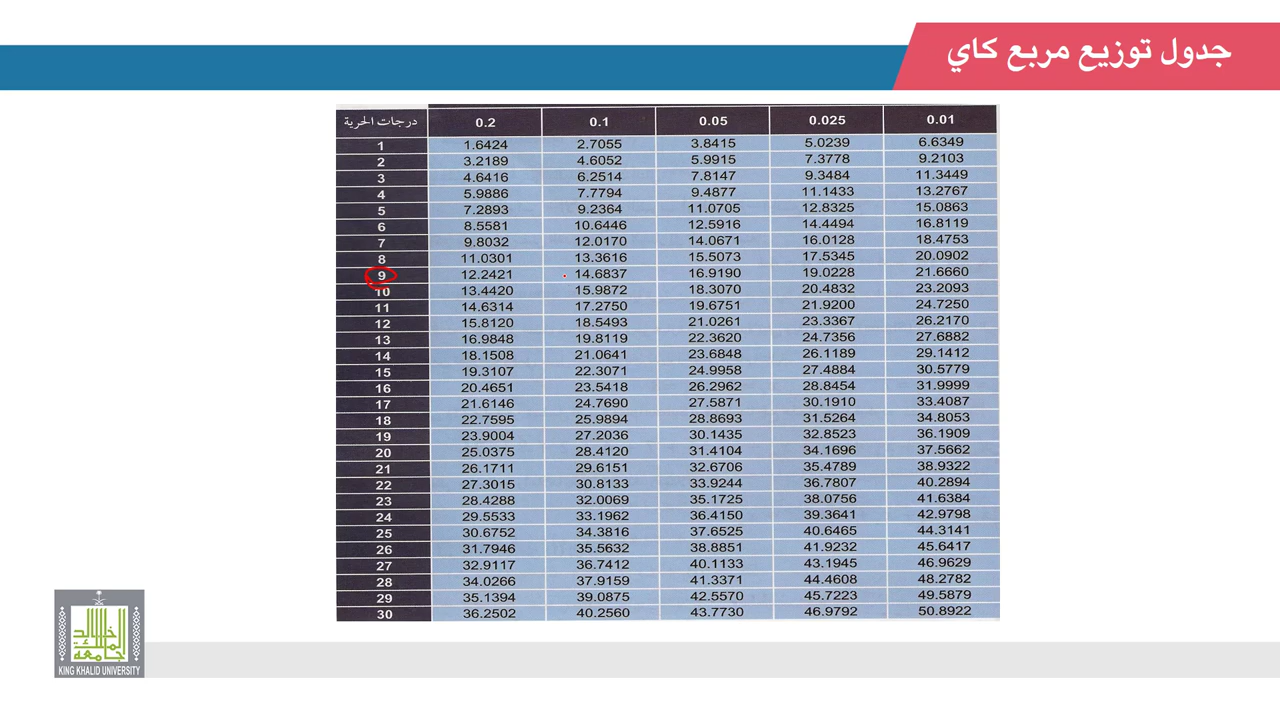 جدول توزيع مربع كاي
درجات الحرية 0.2 0.1 0.05 0.025 0.01
1 1.6424 2.7055 3.8415 5.0239 6.6349
2 3.2189 4.6052 5.9915 7.3778 9.2103
3 4.6416 6.2514 7.8147 9.3484 11.3449
4 5.9886 7.7794 9.4877 11.1433 13.2767
5 7.2893 9.2364 11.0705 12.8325 15.0863
6 8.5581 10.6446 12.5916 14.4494 16.8119
7 9.8032 12.0170 14.0671 16.0128 18.4753
8 11.0301 13.3616 15.5073 17.5345 20.0902
9 12.2421 14.6837 16.9190 19.0228 21.6660
10 13.4420 15.9872 18.3070 20.4832 23.2093
11 14.6314 17.2750 19.6751 21.9200 24.7250
12 15.8120 18.5493 21.0261 23.3367 26.2170
13 16.9848 19.8119 22.3620 24.7356 27.6882
14 18.1508 21.0641 23.6848 26.1189 29.1412
15 19.3107 22.3071 24.9958 27.4884 30.5779
16 20.4651 23.5418 26.2962 28.8454 31.9999
17 21.6146 24.7690 27.5871 30.1910 33.4087
18 22.7595 25.9894 28.8693 31.5264 34.8053
19 23.9004 27.2036 30.1435 32.8523 36.1909
20 25.0375 28.4120 31.4104 34.1696 37.5662
21 26.1711 29.6151 32.6706 35.4789 38.9322
22 27.3015 30.8133 33.9244 36.7807 40.2894
23 28.4288 32.0069 35.1725 38.0756 41.6384
24 29.5533 33.1962 36.4150 39.3641 42.9798
25 30.6752 34.3816 37.6525 40.6465 44.3141
26 31.7946 35.5632 38.8851 41.9232 45.6417
27 32.9117 36.7412 40.1133 43.1945 46.9629
28 34.0266 37.9159 41.3371 44.4608 48.2782
29 35.1394 39.0875 42.5570 45.7223 49.5879
30 36.2502 40.2560 43.7730 46.9792 50.8922
جامعة الملك خالد
KING KHALID UNIVERSITY